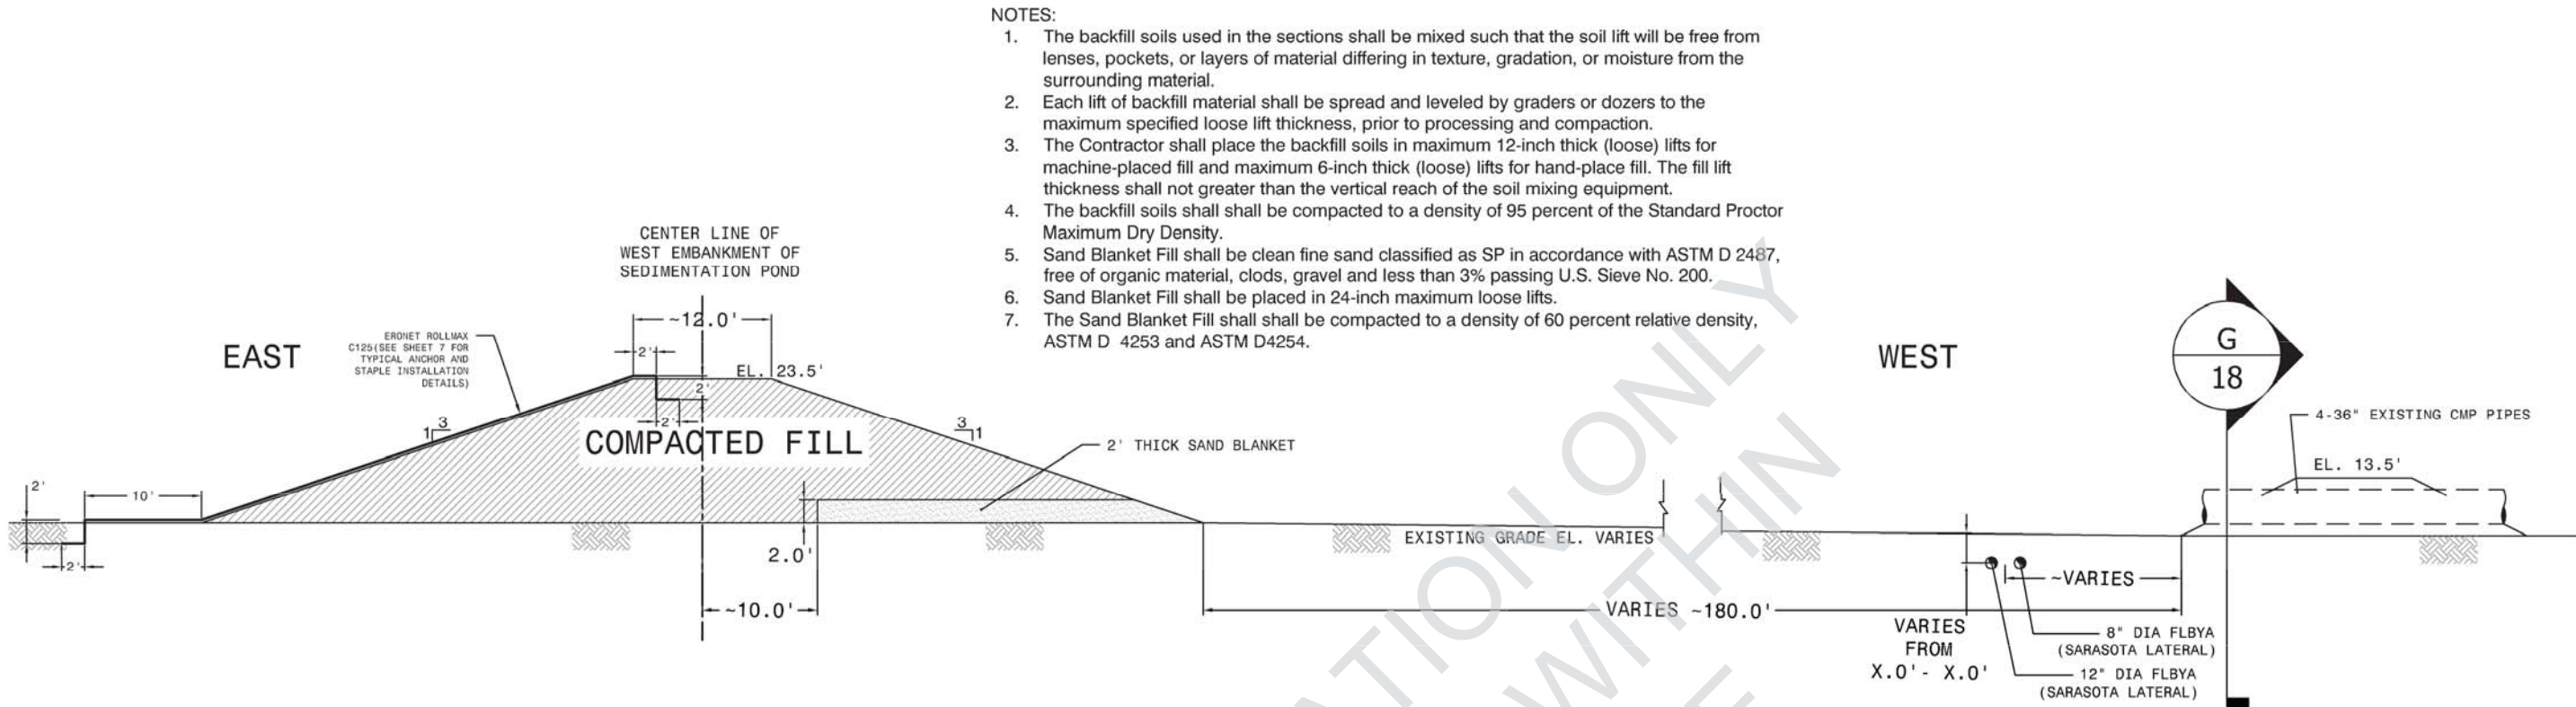 NOTES:
1. The backfill soils used in the sections shall be mixed such that the soil lift will be free from
lenses, pockets, or layers of material differing in texture, gradation, or moisture from the
surrounding material.
2. Each lift of backfill material shall be spread and leveled by graders or dozers to the
maximum specified loose lift thickness, prior to processing and compaction.
3. The Contractor shall place the backfill soils in maximum 12-inch thick (loose) lifts for
machine-placed fill and maximum 6-inch thick (loose) lifts for hand-place fill. The fill lift
thickness shall not greater than the vertical reach of the soil mixing equipment.
4. The backfill soils shall shall be compacted to a density of 95 percent of the Standard Proctor
Maximum Dry Density.
5. Sand Blanket Fill shall be clean fine sand classified as SP in accordance with ASTM D 2487,
free of organic material, clods, gravel and less than 3% passing U.S. Sieve No. 200.
6. Sand Blanket Fill shall be placed in 24-inch maximum loose lifts.
7. The Sand Blanket Fill shall shall be compacted to a density of 60 percent relative density,
ASTM D 4253 and ASTM D4254.
CENTER LINE OF
WEST EMBANKMENT OF
SEDIMENTATION POND
~12.0'
2'
EL. 23.5'
2'
2'
EAST
ERONET ROLLMAX
C125(SEE SHEET 7 FOR
TYPICAL ANCHOR AND
STAPLE INSTALLATION
DETAILS)
3
1
COMPACTED FILL
3
1
2' THICK SAND BLANKET
WEST
G
18
4-36" EXISTING CMP PIPES
EL. 13.5'
2'
10'
2'
2.0'
~10.0'
EXISTING GRADE EL. VARIES
VARIES ~180.0'
~VARIES
VARIES
FROM
X.0'- X.0'
8" DIA FLBYA
(SARASOTA LATERAL)
12" DIA FLBYA
(SARASOTA LATERAL)
ATION ONLY
WITHIN